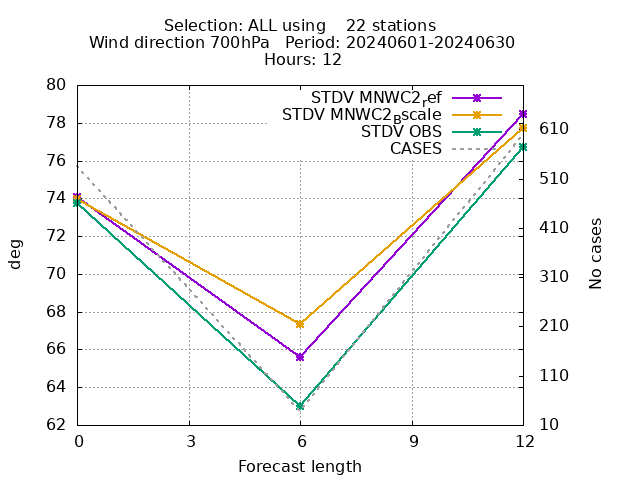 Selection: ALL using    22 stations
Wind direction 700hPa   Period: 20240601-20240630
Hours: 12
80
78
76
74
72
70
68
66
64
62
deg
STDV MNWC2_ref
STDV MNWC2_Bscale
STDV OBS
CASES
610
510
410
310
210
110
10
No cases
0 3 6 9 12
Forecast length